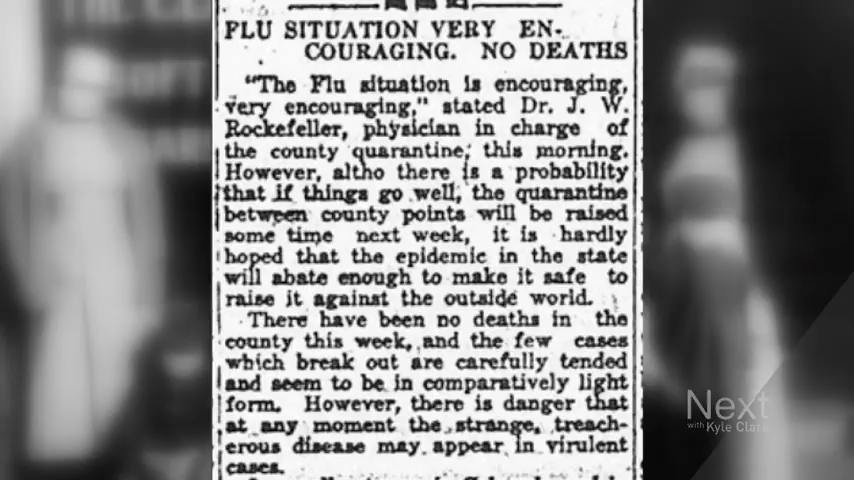 FLU SITUATION VERY EN-
COURAGING. NO DEATHS
"The Flu situation is encouraging,
very encouraging," stated Dr. J. W.
Rockefeller, physician in charge of
the county quarantine, this morning.
However, altho there is a probability
that if things go well, the quarantine
between county points will be raised
some time next week, it is hardly
hoped that the epidemic in the state
will abate enough to make it safe to
raise it against the outside world.
There have been no deaths in the
county this week, and the few cases
which break out are carefully tended
and seem to be in comparatively light
form. However, there is danger that
at any moment the strange, treach-
erous disease may appear in virulent
cases.
Next
with Kyle Clark